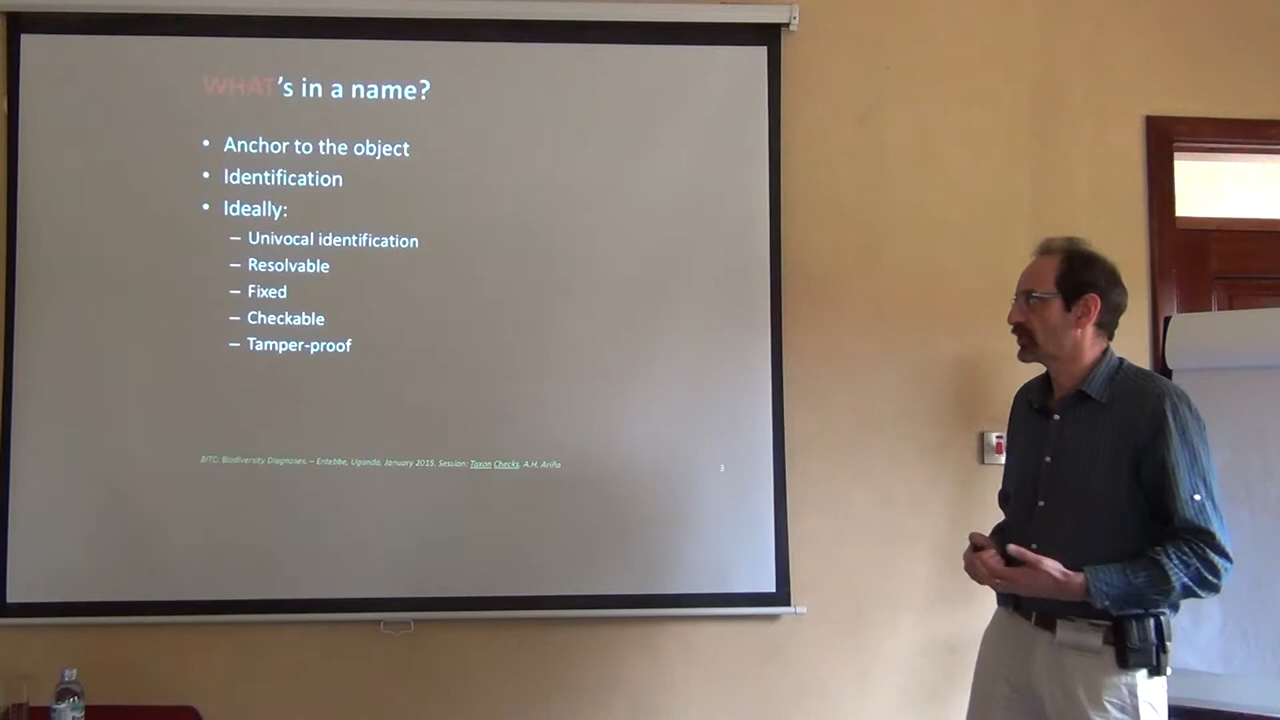 WHAT's in a name?
• Anchor to the object
• Identification
• Ideally:
– Univocal identification
– Resolvable
– Fixed
– Checkable
– Tamper-proof
BITC: Biodiversity Diagnoses. – Entebbe, Uganda, January 2015. Session: Taxon Checks. A.H. Ariño
3